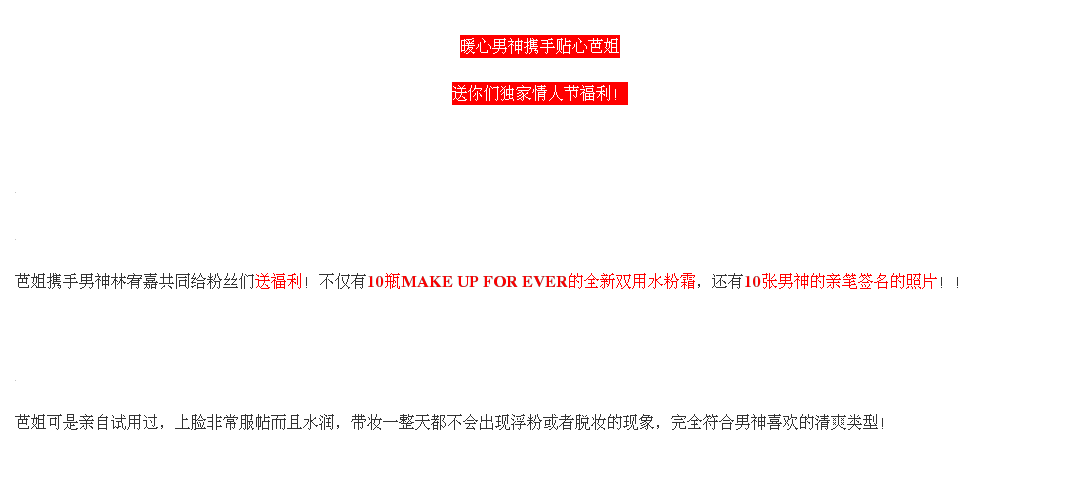 暖心男神携手贴心芭姐
送你们独家情人节福利！
芭姐携手男神林宥嘉共同给粉丝们送福利！不仅有10瓶MAKE UP FOR EVER的全新双用水粉霜，还有10张男神的亲笔签名的照片！！
芭姐可是亲自试用过，上脸非常服帖而且水润，带妆一整天都不会出现浮粉或者脱妆的现象，完全符合男神喜欢的清爽类型！